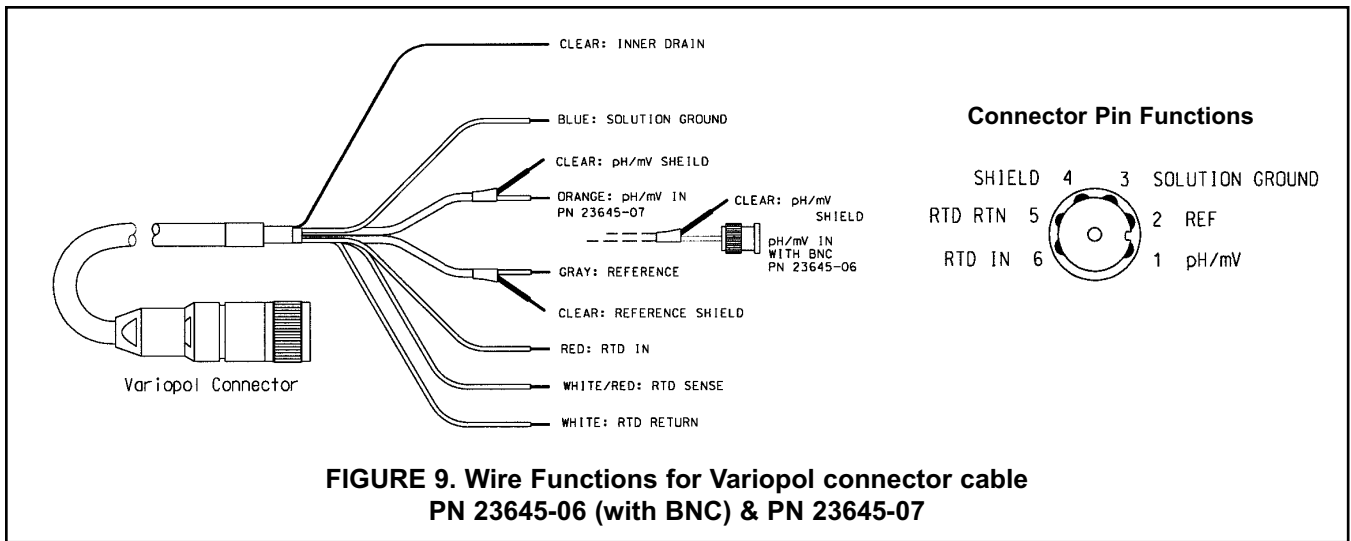 CLEAR: INNER DRAIN
BLUE: SOLUTION GROUND
CLEAR: pH/mV SHEILD
ORANGE: pH/mV IN
PN 23645-07
CLEAR: pH/mV
SHIELD
pH/mV IN
WITH BNC
PN 23645-06
GRAY: REFERENCE
CLEAR: REFERENCE SHIELD
RED: RTD IN
WHITE/RED: RTD SENSE
WHITE: RTD RETURN
Variopol Connector
Connector Pin Functions
SHIELD 4 3 SOLUTION GROUND
RTD RTN 5 2 REF
RTD IN 6 1 pH/mV
FIGURE 9. Wire Functions for Variopol connector cable
PN 23645-06 (with BNC) & PN 23645-07